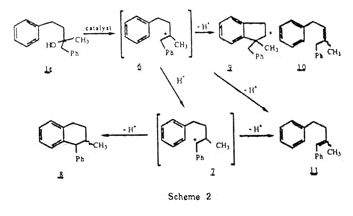 catalyst
- H⁺
HO
CH₃
Ph
CH₃
Ph
CH₃
Ph
CH₃
Ph
1c
6
9
10
H⁺
- H⁺
- H⁺
- H⁺
CH₃
Ph
CH₃
Ph
CH₃
Ph
8
7
11
Scheme 2